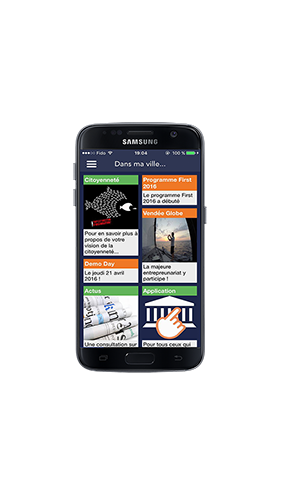 SAMSUNG
Fido
19:04
100 %
Dans ma ville...
Citoyenneté
Pour en savoir plus à
propos de votre
vision de la
citoyenneté...
Demo Day
Le jeudi 21 avril
2016 !
Actus
Une consultation sur
Programme First
2016
Le programme First
2016 a débuté
Vendée Globe
La majeure
entrepreunariat y
participe !
Application
Pour tous ceux qui